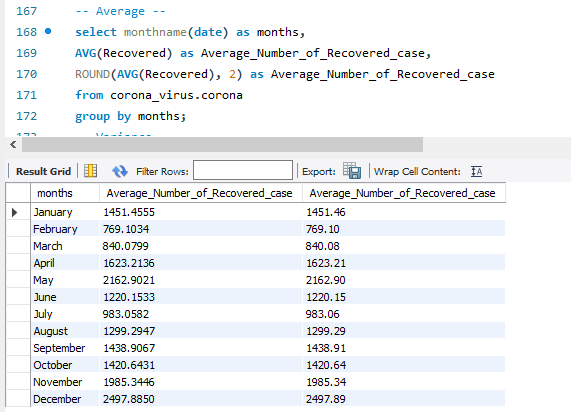 167 -- Average --
168 select monthname(date) as months,
169 AVG(Recovered) as Average_Number_of_Recovered_case,
170 ROUND(AVG(Recovered), 2) as Average_Number_of_Recovered_case
171 from corona_virus.corona
172 group by months;
Result Grid Filter Rows: Export: Wrap Cell Content: IA
months Average_Number_of_Recovered_case Average_Number_of_Recovered_case
January 1451.4555 1451.46
February 769.1034 769.10
March 840.0799 840.08
April 1623.2136 1623.21
May 2162.9021 2162.90
June 1220.1533 1220.15
July 983.0582 983.06
August 1299.2947 1299.29
September 1438.9067 1438.91
October 1420.6431 1420.64
November 1985.3446 1985.34
December 2497.8850 2497.89